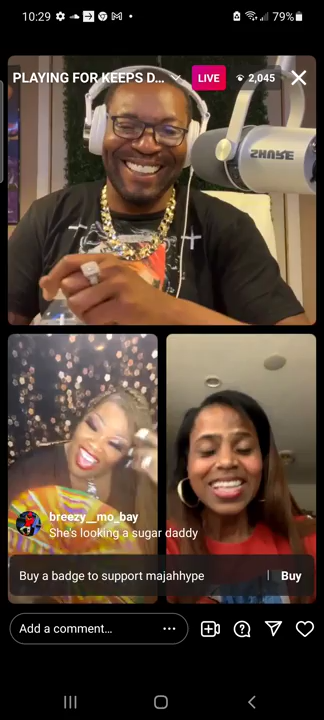 10:29
79%
PLAYING FOR KEEPS D...
LIVE
2,045
SHURE
breezy__mo_bay
She's looking a sugar daddy
Buy a badge to support majahhype
Buy
Add a comment...